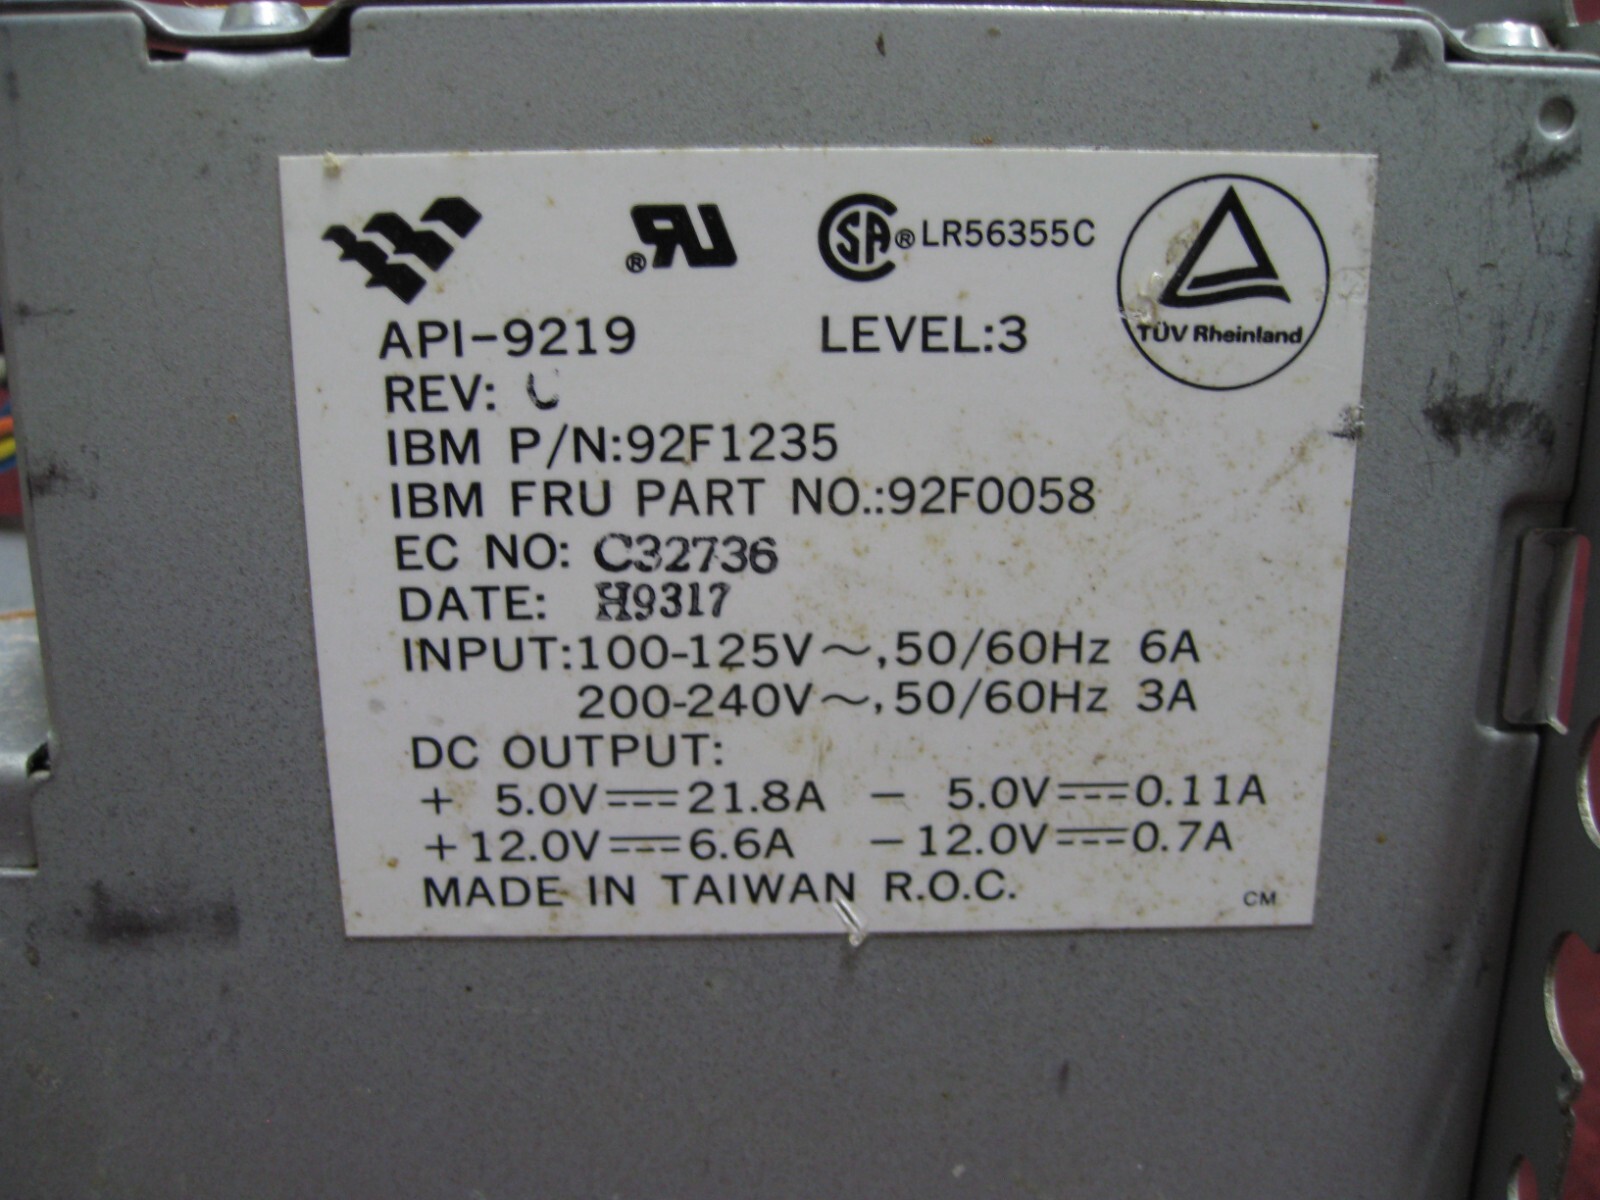 RU ® CSA ® LR56355C
TÜV Rheinland
API-9219 LEVEL:3
REV:
IBM P/N:92F1235
IBM FRU PART NO.:92F0058
EC NO: C32736
DATE: H9317
INPUT:100-125V～,50/60Hz 6A
200-240V～,50/60Hz 3A
DC OUTPUT:
+ 5.0V⎓21.8A − 5.0V⎓0.11A
+12.0V⎓6.6A −12.0V⎓0.7A
MADE IN TAIWAN R.O.C. CM